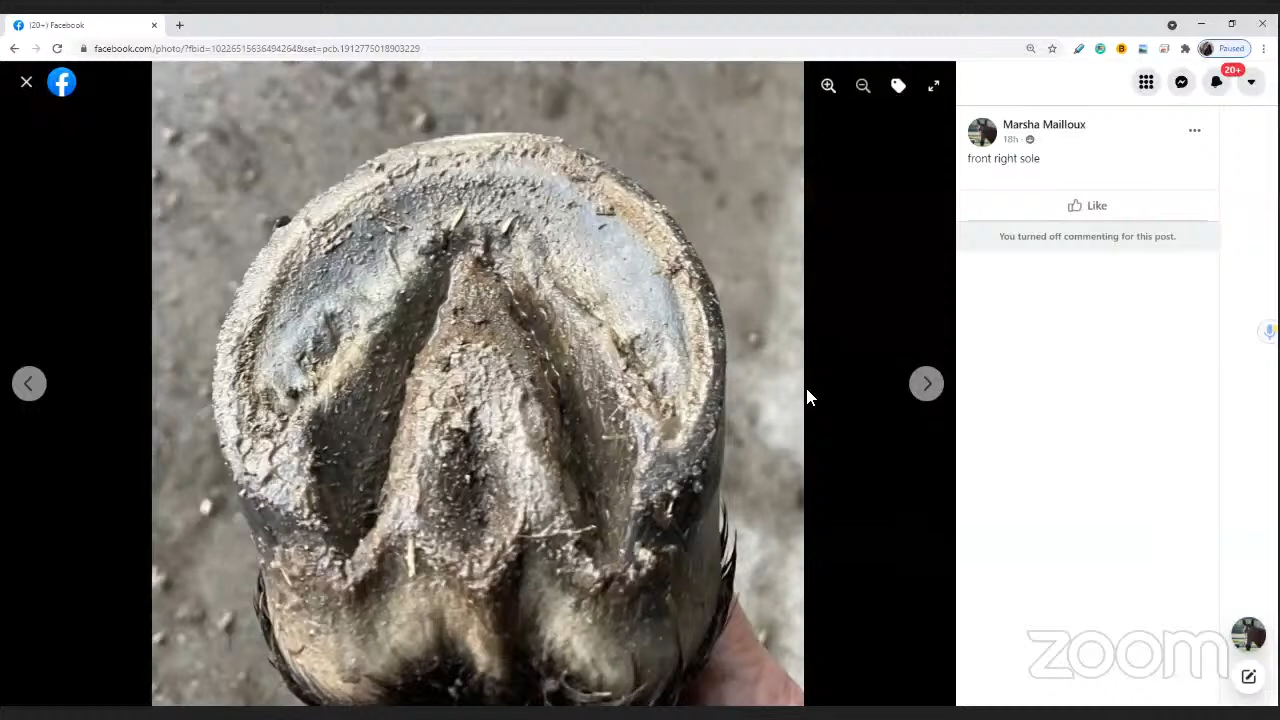 (20+) Facebook
facebook.com/photo/?fbid=10226515636494264&set=pcb.1912775018903229
Paused
20+
Marsha Mailloux
18h
front right sole
Like
You turned off commenting for this post.
zoom